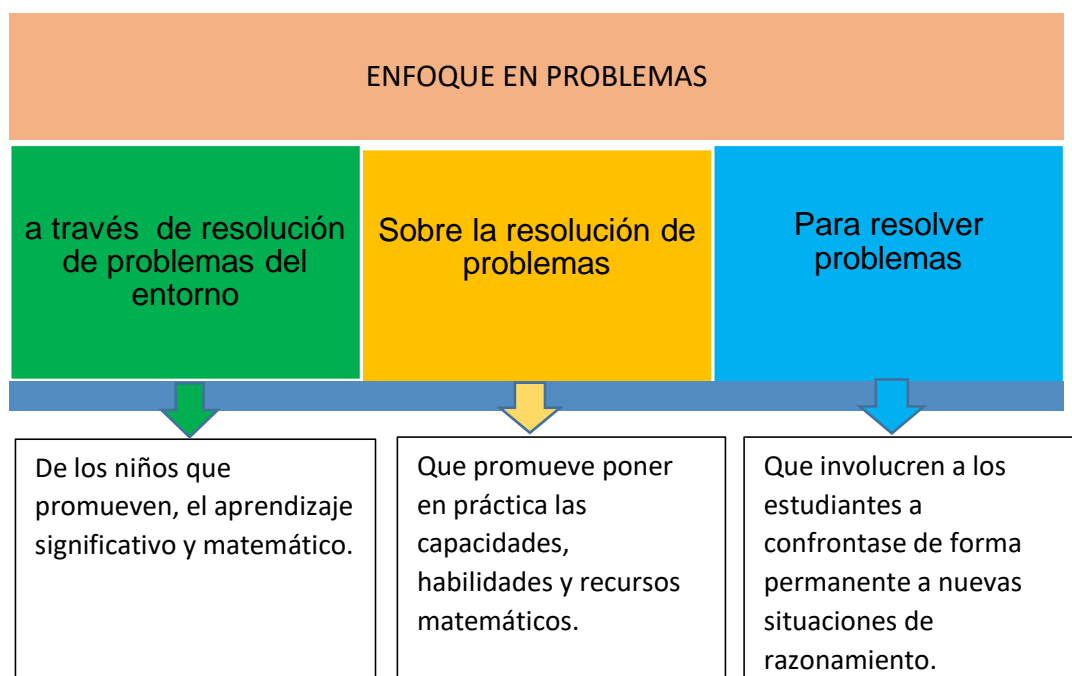 ENFOQUE EN PROBLEMAS
a través de resolución
de problemas del
entorno
Sobre la resolución de
problemas
Para resolver
problemas
De los niños que
promueven, el aprendizaje
significativo y matemático.
Que promueve poner
en práctica las
capacidades,
habilidades y recursos
matemáticos.
Que involucren a los
estudiantes a
confrontase de forma
permanente a nuevas
situaciones de
razonamiento.